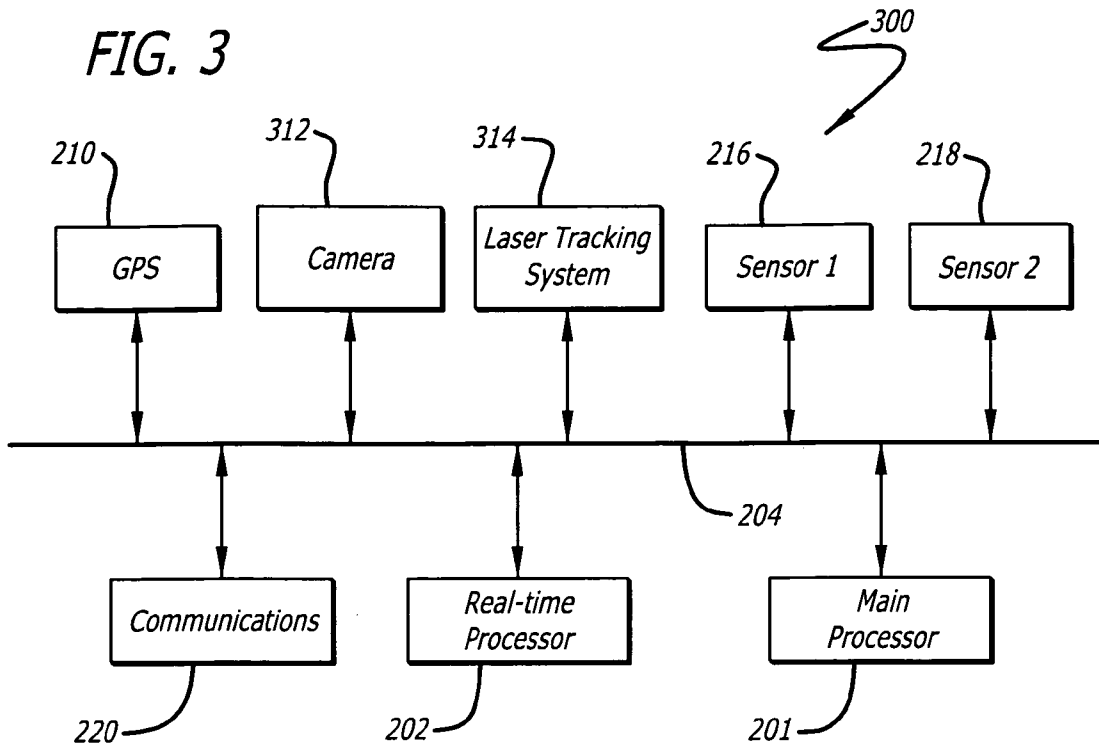 FIG. 3
300
210
312
314
216
218
GPS
Camera
Laser Tracking
System
Sensor 1
Sensor 2
204
Communications
Real-time
Processor
Main
Processor
220
202
201